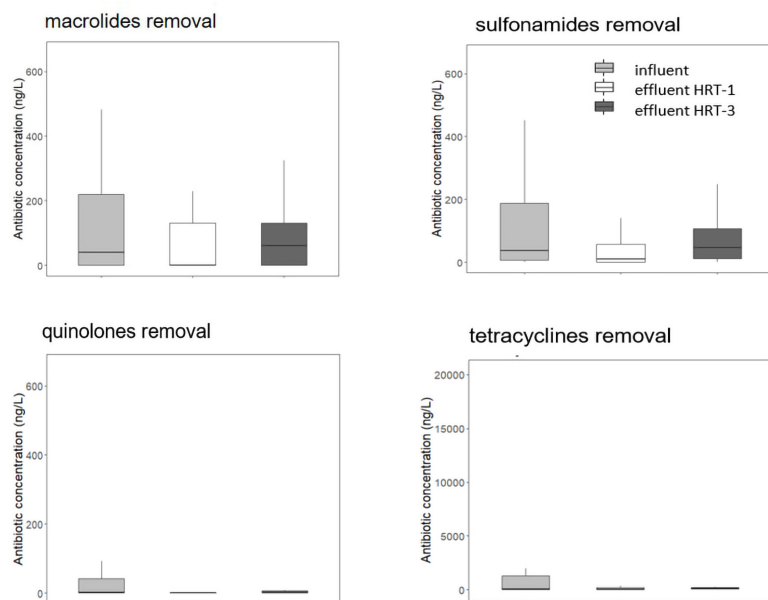 macrolides removal
Antibiotic concentration (ng/L)
600
400
200
0
sulfonamides removal
Antibiotic concentration (ng/L)
600
400
200
0
influent
effluent HRT-1
effluent HRT-3
quinolones removal
Antibiotic concentration (ng/L)
600
400
200
0
tetracyclines removal
Antibiotic concentration (ng/L)
20000
15000
10000
5000
0